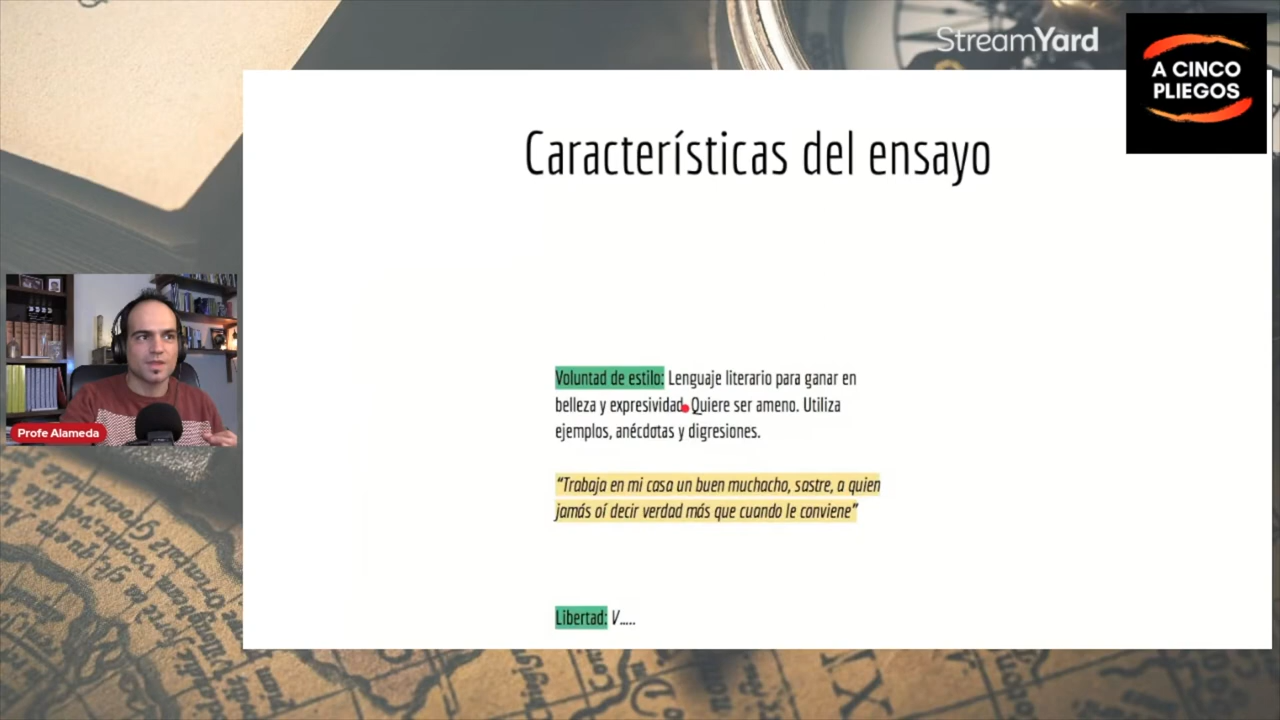 StreamYard
A CINCO
PLIEGOS
Características del ensayo
Voluntad de estilo: Lenguaje literario para ganar en
belleza y expresividad. Quiere ser ameno. Utiliza
ejemplos, anécdotas y digresiones.
“Trabaja en mi casa un buen muchacho, sastre, a quien
jamás oí decir verdad más que cuando le conviene”
Libertad: V.....
Profe Alameda